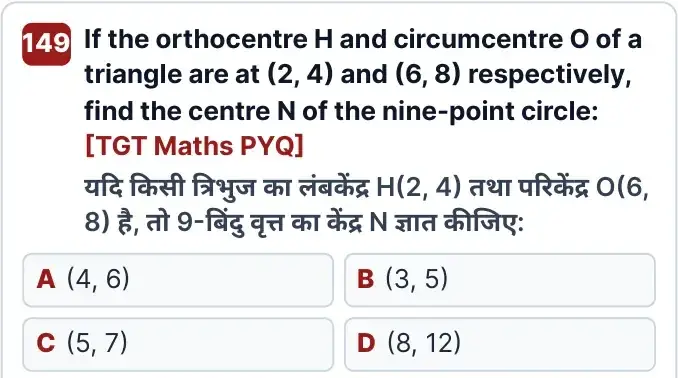 149 If the orthocentre H and circumcentre O of a
triangle are at (2, 4) and (6, 8) respectively,
find the centre N of the nine-point circle:
[TGT Maths PYQ]
यदि किसी त्रिभुज का लंबकेंद्र H(2, 4) तथा परिकेंद्र O(6,
8) है, तो 9-बिंदु वृत्त का केंद्र N ज्ञात कीजिए:
A (4, 6) B (3, 5)
C (5, 7) D (8, 12)